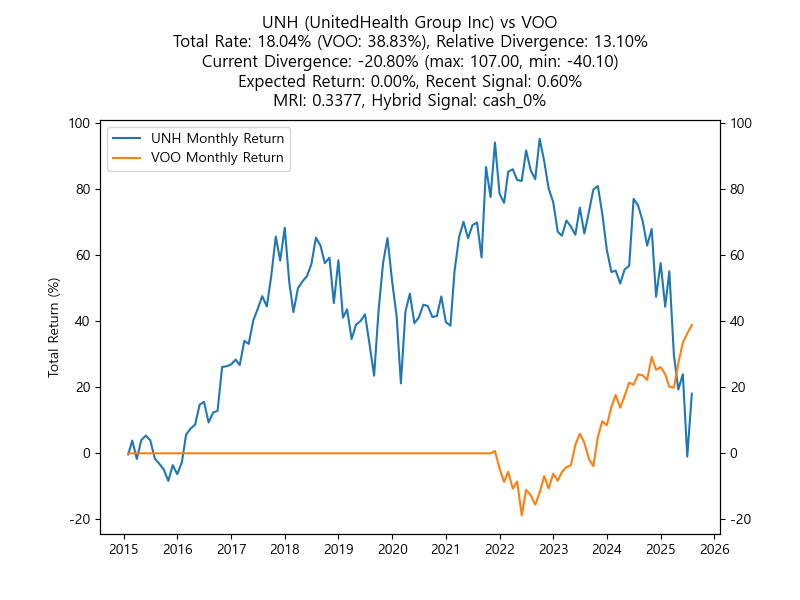 UNH (UnitedHealth Group Inc) vs VOO
Total Rate: 18.04% (VOO: 38.83%), Relative Divergence: 13.10%
Current Divergence: -20.80% (max: 107.00, min: -40.10)
Expected Return: 0.00%, Recent Signal: 0.60%
MRI: 0.3377, Hybrid Signal: cash_0%
UNH Monthly Return
VOO Monthly Return
Total Return (%)
100
80
60
40
20
0
-20
100
80
60
40
20
0
-20
2015 2016 2017 2018 2019 2020 2021 2022 2023 2024 2025 2026